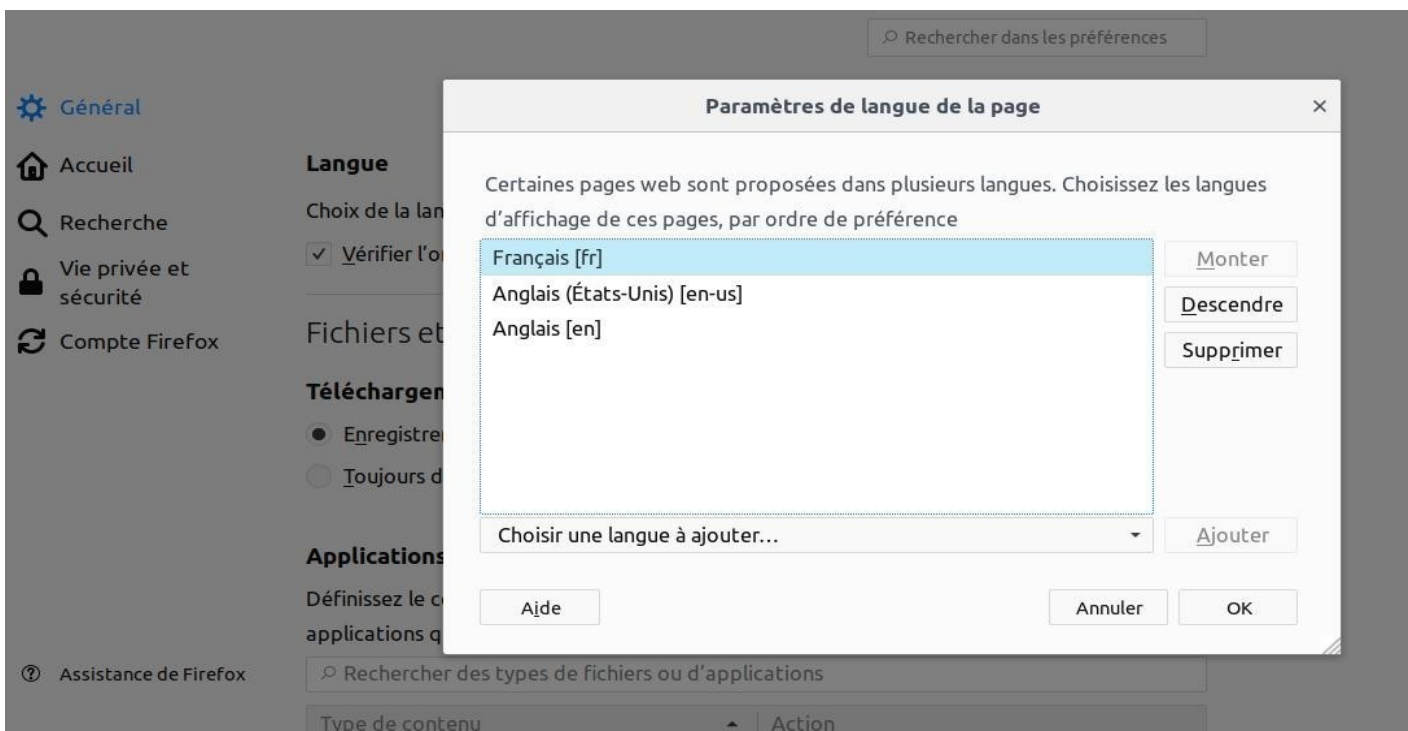 Rechercher dans les préférences
Général
Accueil
Recherche
Vie privée et
sécurité
Compte Firefox
Assistance de Firefox
Langue
Choix de la lan
Vérifier l'o
Fichiers et
Téléchargem
Enregistre
Toujours d
Applications
Définissez le c
applications q
Rechercher des types de fichiers ou d'applications
Type de contenu
Action
Paramètres de langue de la page
Certaines pages web sont proposées dans plusieurs langues. Choisissez les langues
d'affichage de ces pages, par ordre de préférence
Français [fr]
Anglais (États-Unis) [en-us]
Anglais [en]
Monter
Descendre
Supprimer
Choisir une langue à ajouter…
Ajouter
Aide
Annuler
OK